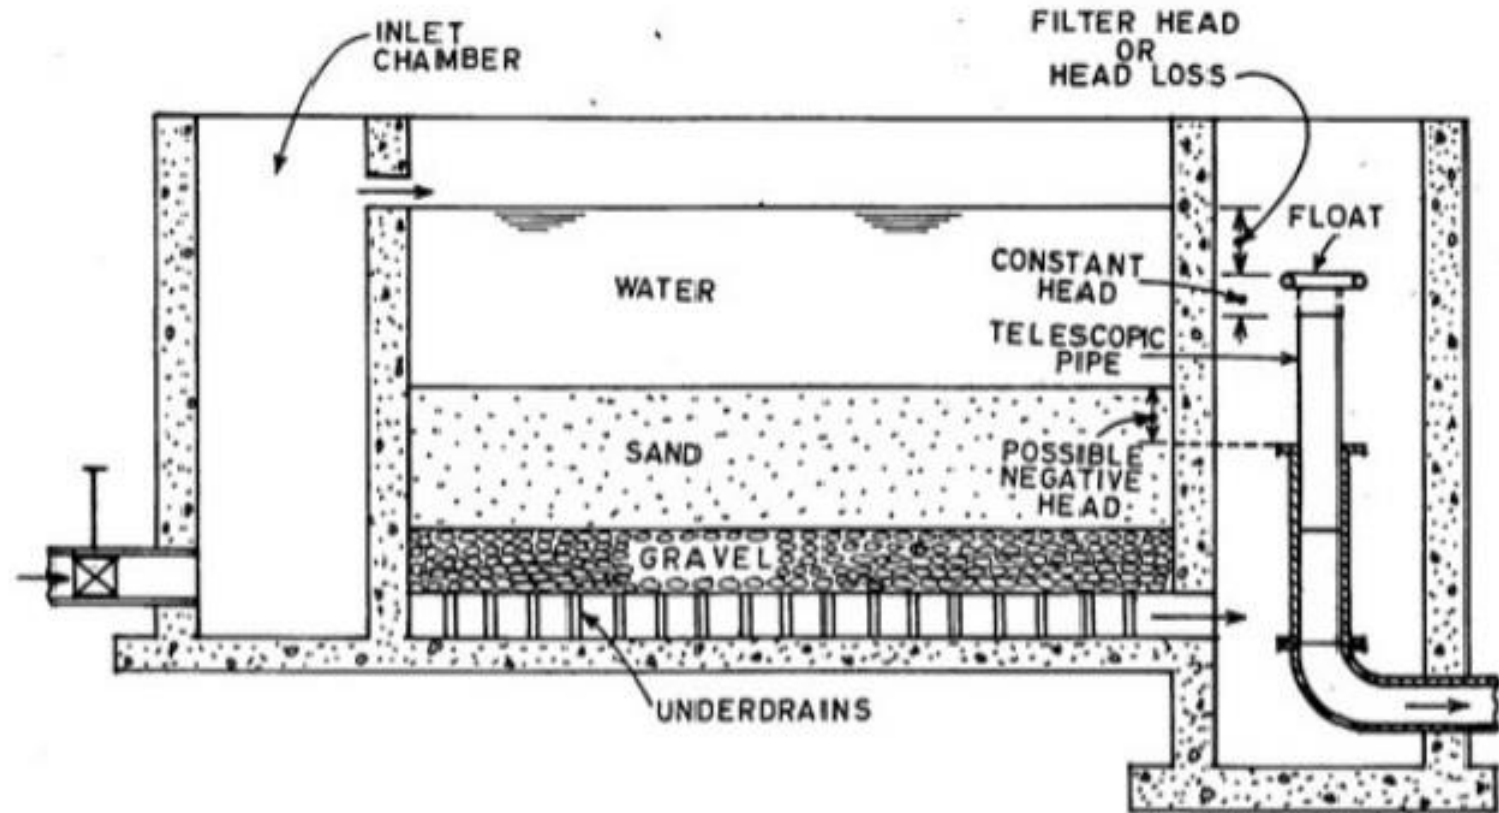 INLET
CHAMBER
FILTER HEAD
OR
HEAD LOSS
FLOAT
CONSTANT
HEAD
WATER
TELESCOPIC
PIPE
SAND
POSSIBLE
NEGATIVE
HEAD
GRAVEL
UNDERDRAINS